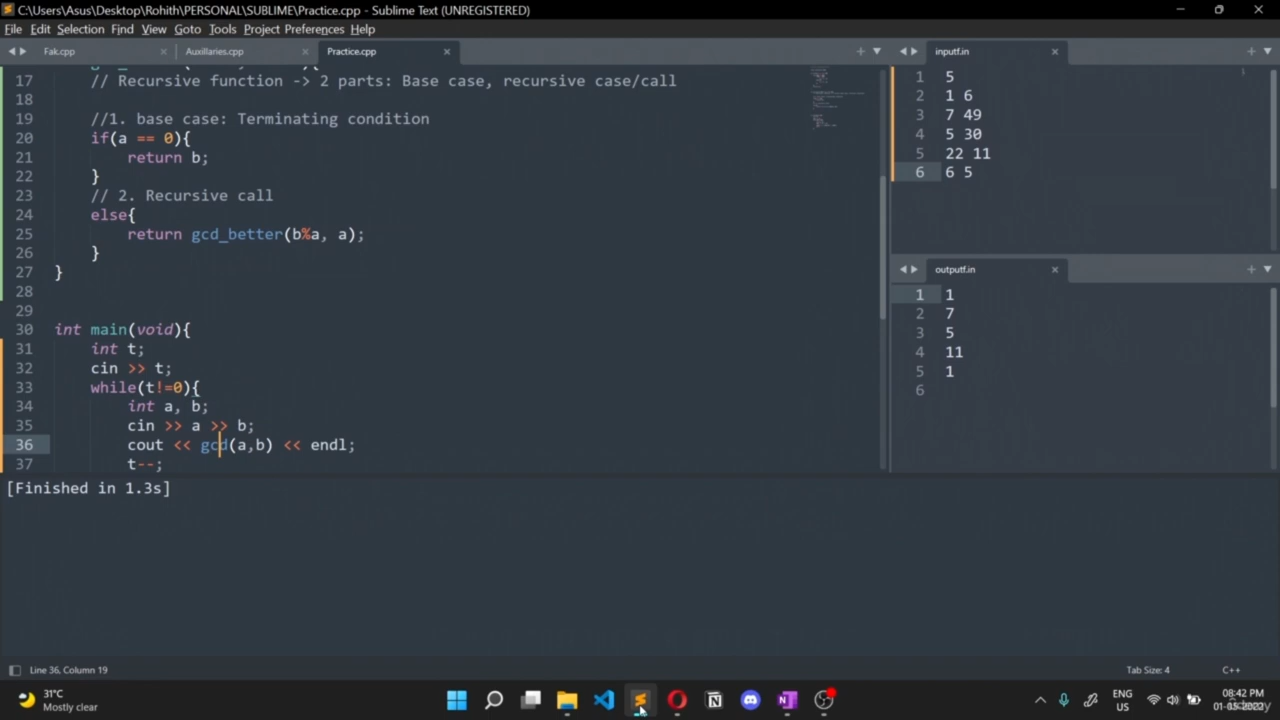 C:\Users\Asus\Desktop\Rohith\PERSONAL\SUBLIME\Practice.cpp - Sublime Text (UNREGISTERED)
File Edit Selection Find View Goto Tools Project Preferences Help
Fak.cpp
Auxillaries.cpp
Practice.cpp
17 // Recursive function -> 2 parts: Base case, recursive case/call
18
19 //1. base case: Terminating condition
20 if(a == 0){
21 return b;
22 }
23 // 2. Recursive call
24 else{
25 return gcd_better(b%a, a);
26 }
27 }
28
29
30 int main(void){
31 int t;
32 cin >> t;
33 while(t!=0){
34 int a, b;
35 cin >> a >> b;
36 cout << gcd(a,b) << endl;
37 t--;
inputf.in
1 5
2 1 6
3 7 49
4 5 30
5 22 11
6 6 5
outputf.in
1 1
2 7
3 5
4 11
5 1
6
[Finished in 1.3s]
Line 36, Column 19
Tab Size: 4
C++
31°C
Mostly clear
ENG
US
08:42 PM
01-05-2022